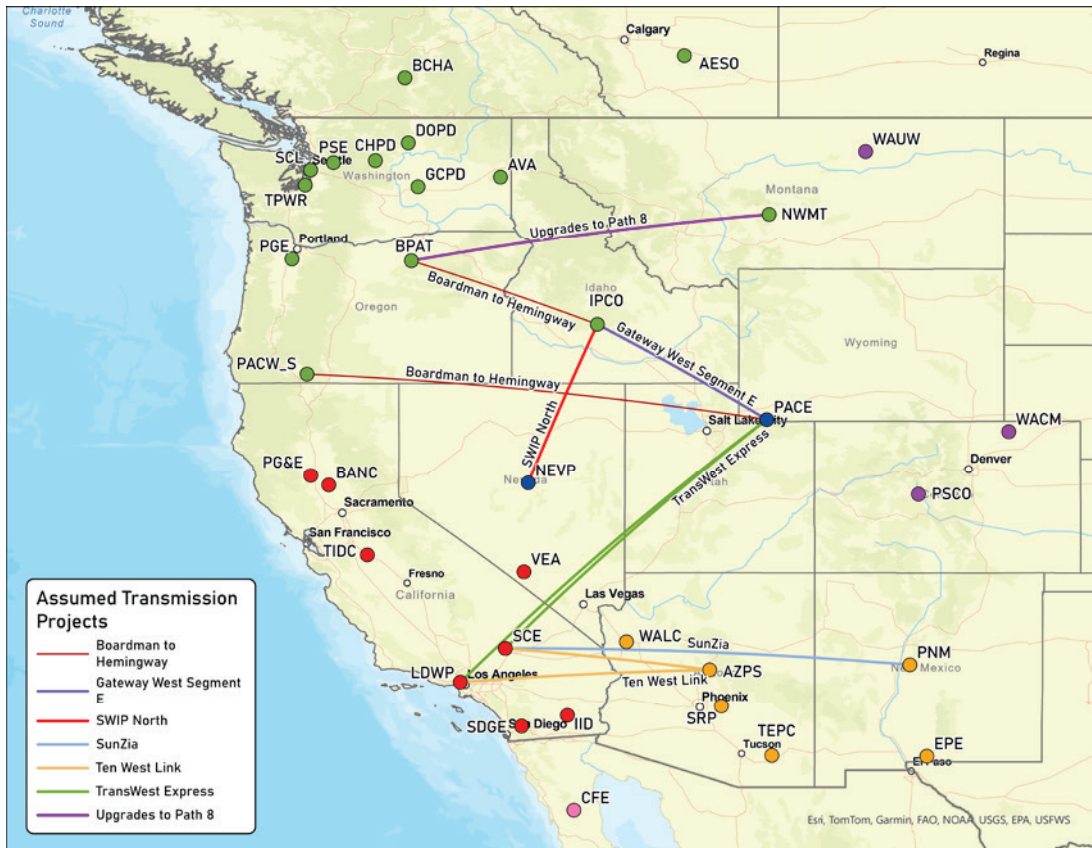 Charlotte
Sound
Calgary
Regina
AESO
BCHA
DOPD
CHPD
PSE
SCL
Seattle
Washington
GCPD
AVA
TPWR
WAUW
Montana
NWMT
Upgrades to Path 8
Portland
PGE
BPAT
Boardman to Hemingway
Idaho
IPCO
Oregon
Gateway West Segment E
Wyoming
PACW_S
Boardman to Hemingway
PACE
Salt Lake City
WACM
SWIP North
TransWest Express
Denver
PG&E
BANC
NEVP
PSCO
Sacramento
San Francisco
TIDC
VEA
Fresno
California
Las Vegas
SCE
WALC
SunZia
PNM
New Mexico
LDWP
Los Angeles
AZPS
Ten West Link
Phoenix
SRP
SDGE
San Diego
IID
TEPC
Tucson
EPE
El Paso
CFE
Assumed Transmission
Projects
Boardman to
Hemingway
Gateway West Segment
E
SWIP North
SunZia
Ten West Link
TransWest Express
Upgrades to Path 8
Esri, TomTom, Garmin, FAO, NOAA, USGS, EPA, USFWS